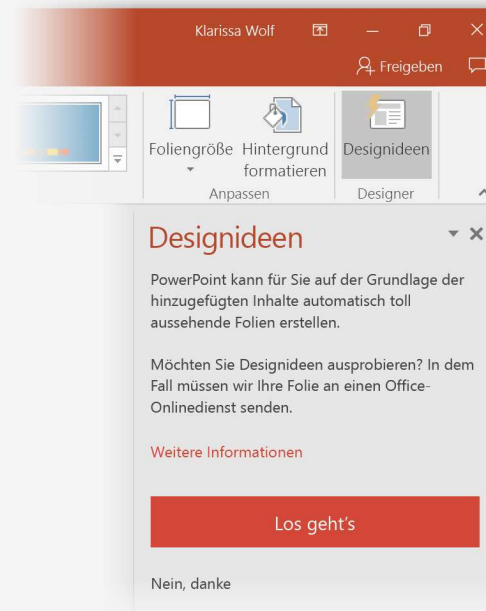 Klarissa Wolf
Freigeben
Foliengröße
Hintergrund
formatieren
Designideen
Anpassen
Designer
Designideen
PowerPoint kann für Sie auf der Grundlage der
hinzugefügten Inhalte automatisch toll
aussehende Folien erstellen.
Möchten Sie Designideen ausprobieren? In dem
Fall müssen wir Ihre Folie an einen Office-
Onlinedienst senden.
Weitere Informationen
Los geht's
Nein, danke